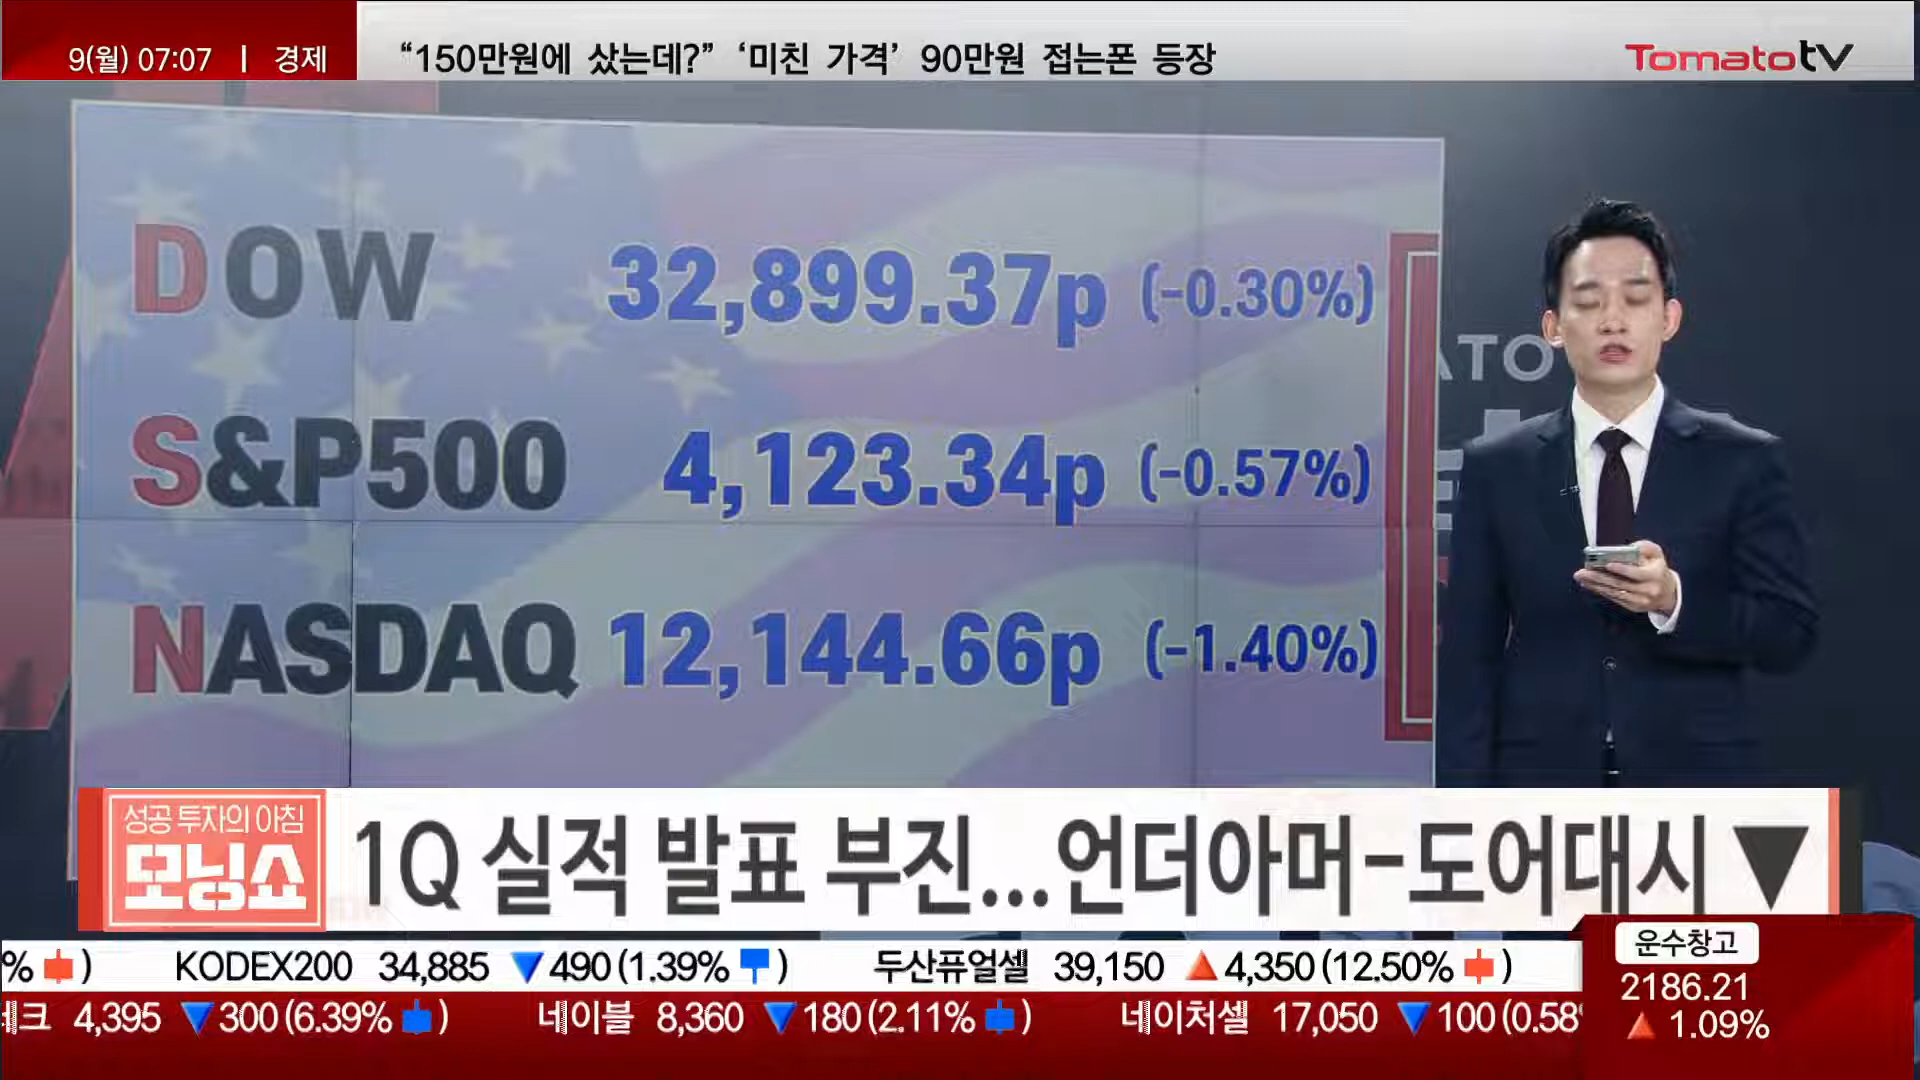 9(월) 07:07 | 경제
“150만원에 샀는데?” ‘미친 가격’ 90만원 접는폰 등장
Tomatotv
DOW 32,899.37p (-0.30%)
S&P500 4,123.34p (-0.57%)
NASDAQ 12,144.66p (-1.40%)
ATO
성공 투자의 아침
모닝쇼
1Q 실적 발표 부진...언더아머-도어대시 ▼
% ) KODEX200 34,885 ▼490(1.39% ) 두산퓨얼셀 39,150 ▲4,350(12.50% )
테크 4,395 ▼300(6.39% ) 네이블 8,360 ▼180(2.11% ) 네이처셀 17,050 ▼100(0.58%
운수창고
2186.21
▲ 1.09%